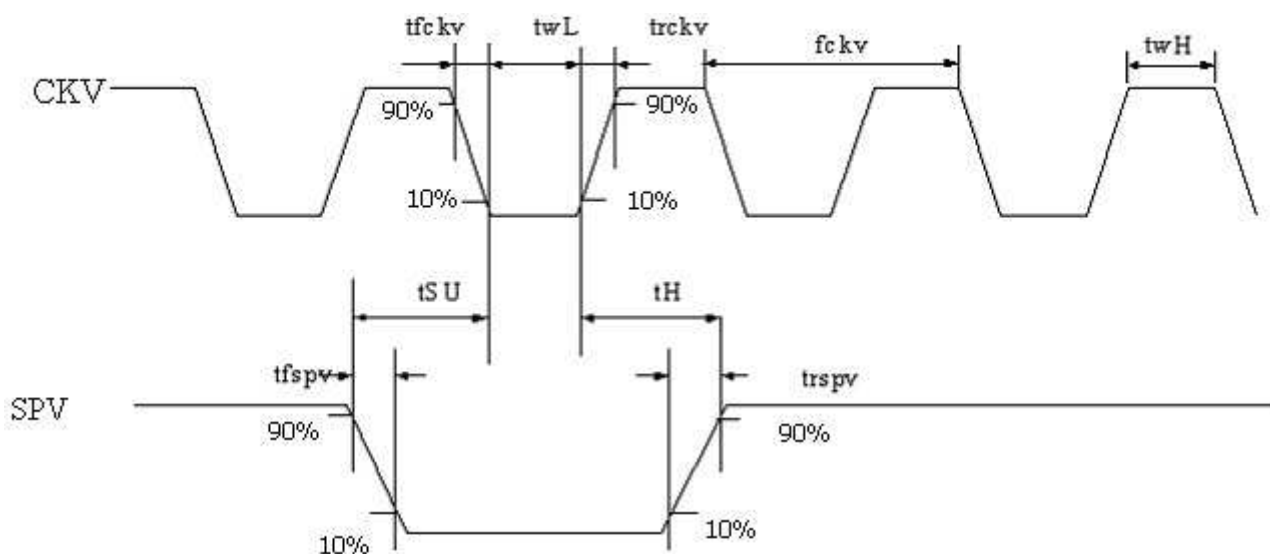 tfckv twL trckv fckv twH
CKV 90% 90%
10% 10%
tSU tH
tfspv trspv
SPV 90% 90%
10% 10%